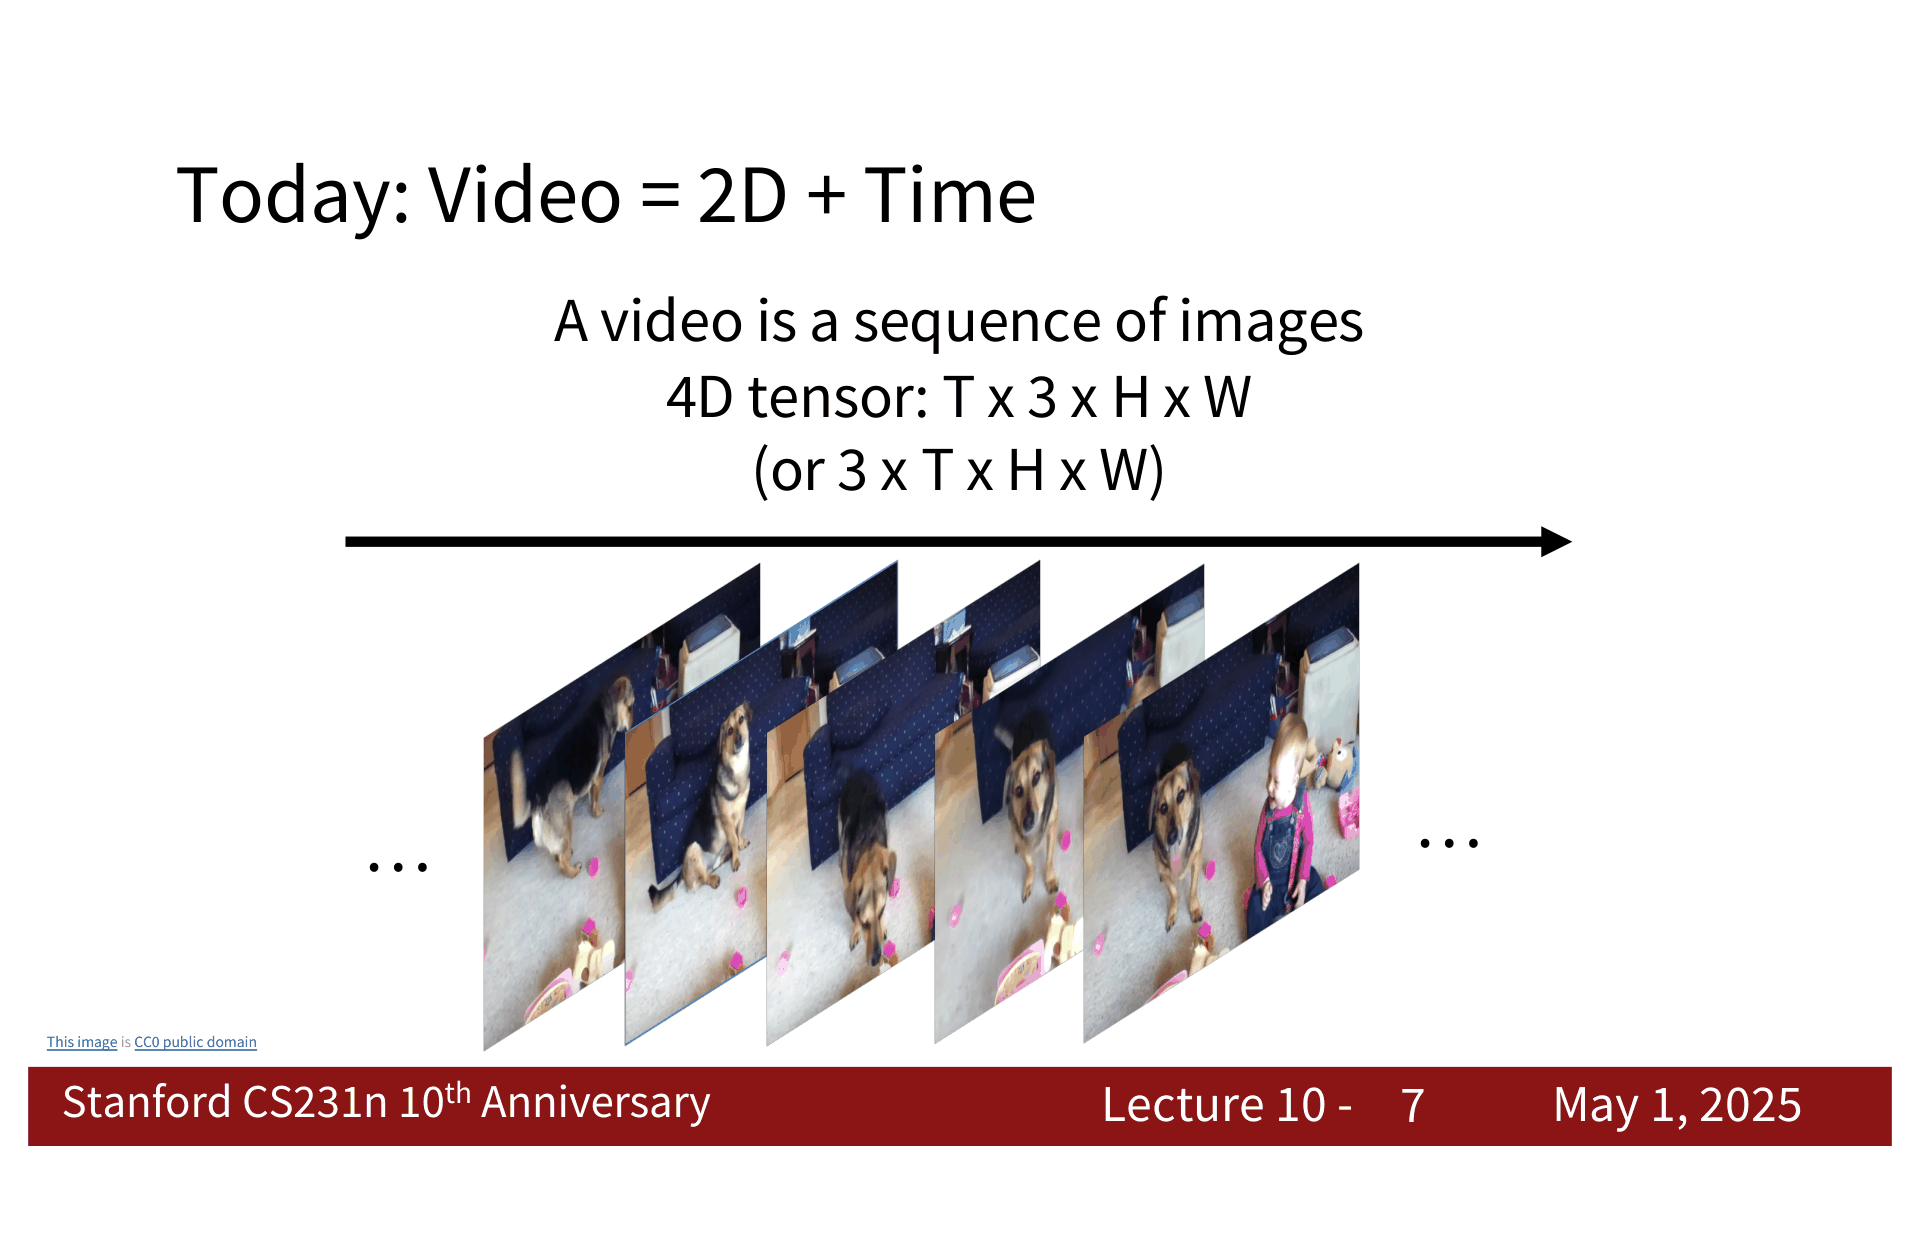 Today: Video = 2D + Time
A video is a sequence of images
4D tensor: T x 3 x H x W
(or 3 x T x H x W)
…
…
This image is CC0 public domain
Stanford CS231n 10th Anniversary
Lecture 10 - 7
May 1, 2025